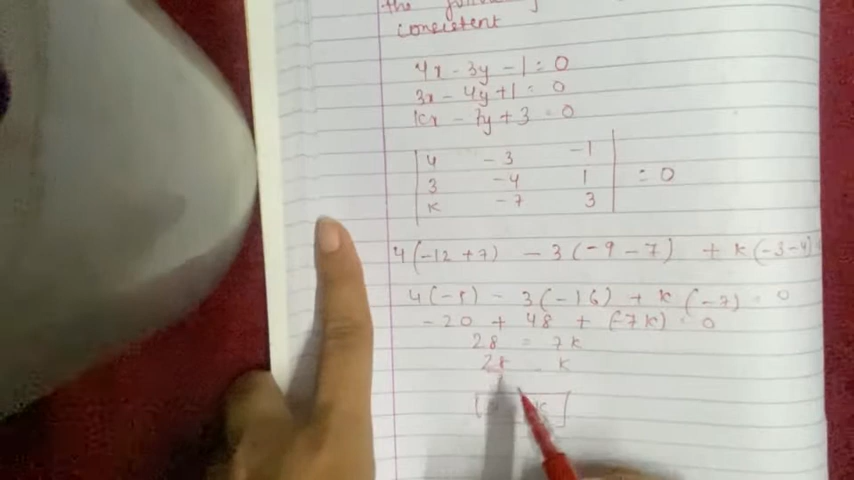 the
consistent
4x - 3y - 1 = 0
3x - 4y + 1 = 0
kx - 7y + 3 = 0
| 4 - 3 - 1 |
| 3 - 4 1 | = 0
| k - 7 3 |
4(-12 + 7) - 3(-9 - 7) + k(-3-4)
4(-5) - 3(-16) + k(-7) = 0
- 20 + 48 + (-7k) = 0
28 = 7k
28 = k